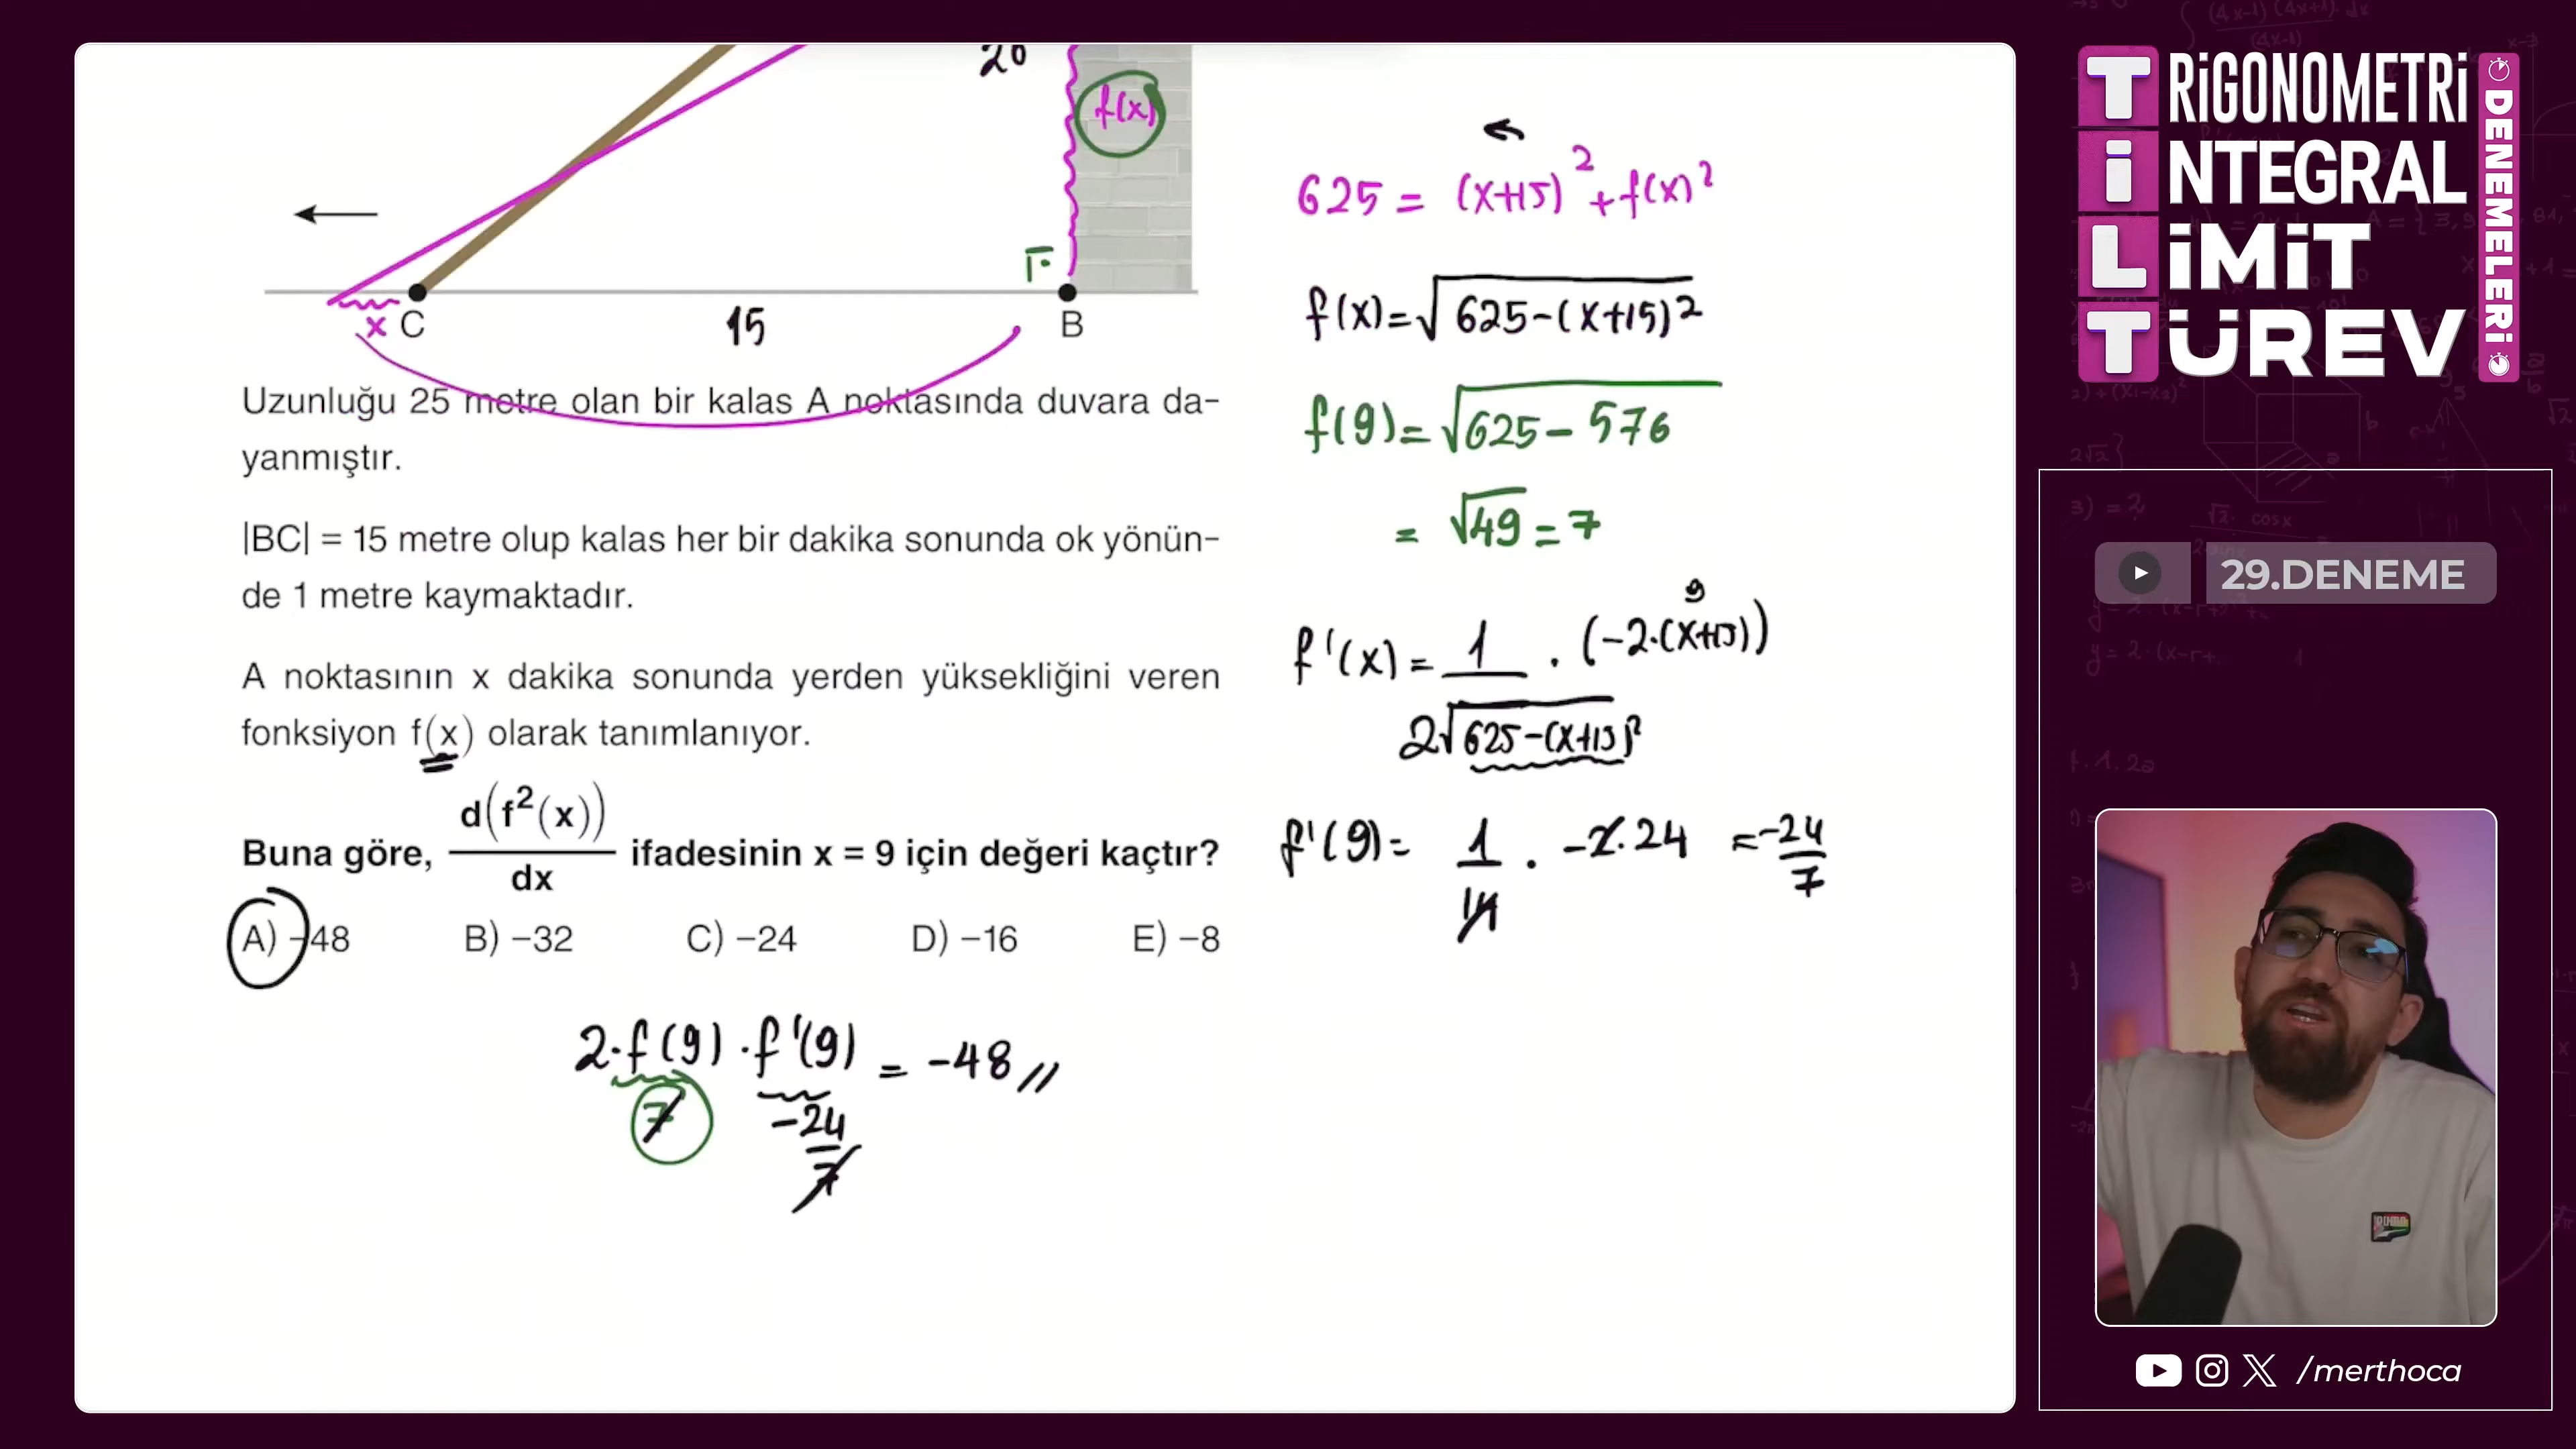 20
f(x)
x C
15
B
Uzunluğu 25 metre olan bir kalas A noktasında duvara da-
yanmıştır.
|BC| = 15 metre olup kalas her bir dakika sonunda ok yönün-
de 1 metre kaymaktadır.
A noktasının x dakika sonunda yerden yüksekliğini veren
fonksiyon f(x) olarak tanımlanıyor.
Buna göre, d(f²(x))/dx ifadesinin x = 9 için değeri kaçtır?
A) –48 B) –32 C) –24 D) –16 E) –8
2·f(9)·f'(9) = -48 //
7 -24/7
625 = (x+15)² + f(x)²
f(x) = √625-(x+15)²
f(9) = √625 - 576
= √49 = 7
9
f'(x) = 1/2√625-(x+15)² · (-2·(x+15))
f'(9) = 1/14 · -2·24 = -24/7
TRİGONOMETRİ
İNTEGRAL
LİMİT
TÜREV
DENEMELERİ
29.DENEME
/merthoca